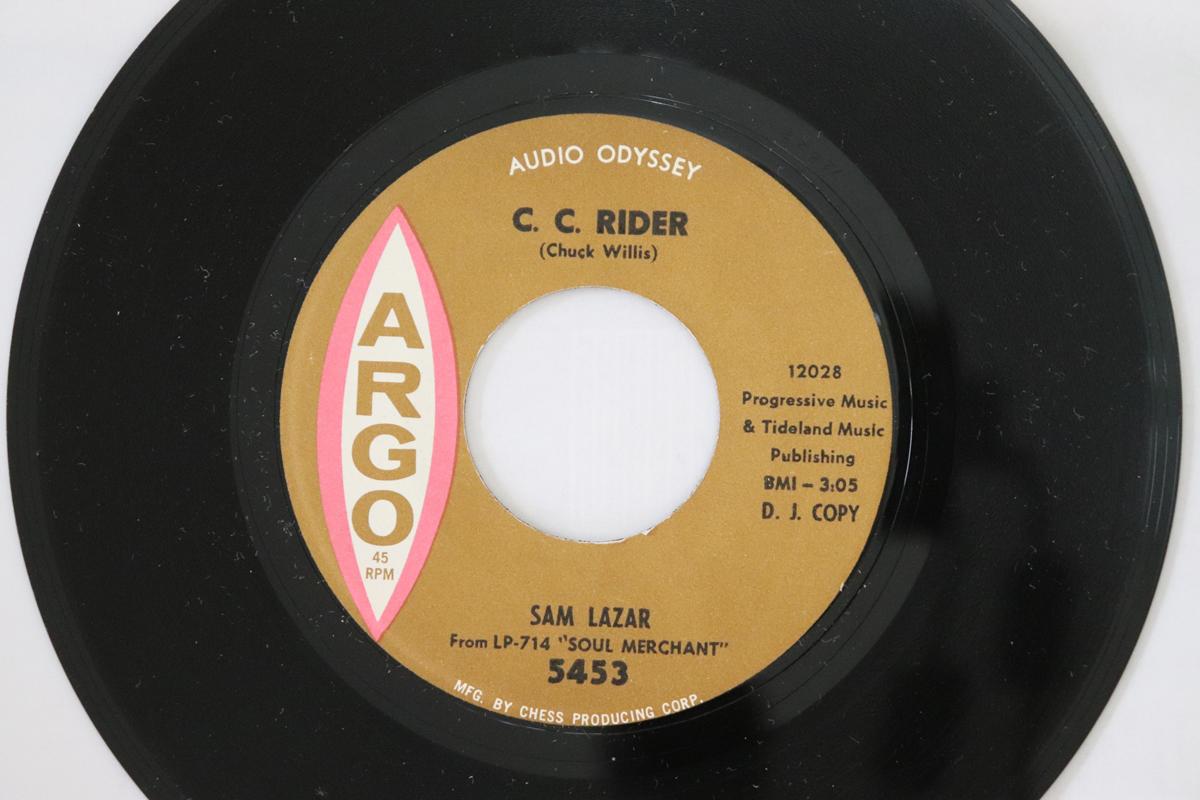 AUDIO ODYSSEY
C. C. RIDER
(Chuck Willis)
ARGO
45
RPM
12028
Progressive Music
& Tideland Music
Publishing
BMI - 3:05
D. J. COPY
SAM LAZAR
From LP-714 "SOUL MERCHANT"
5453
MFG. BY CHESS PRODUCING CORP.